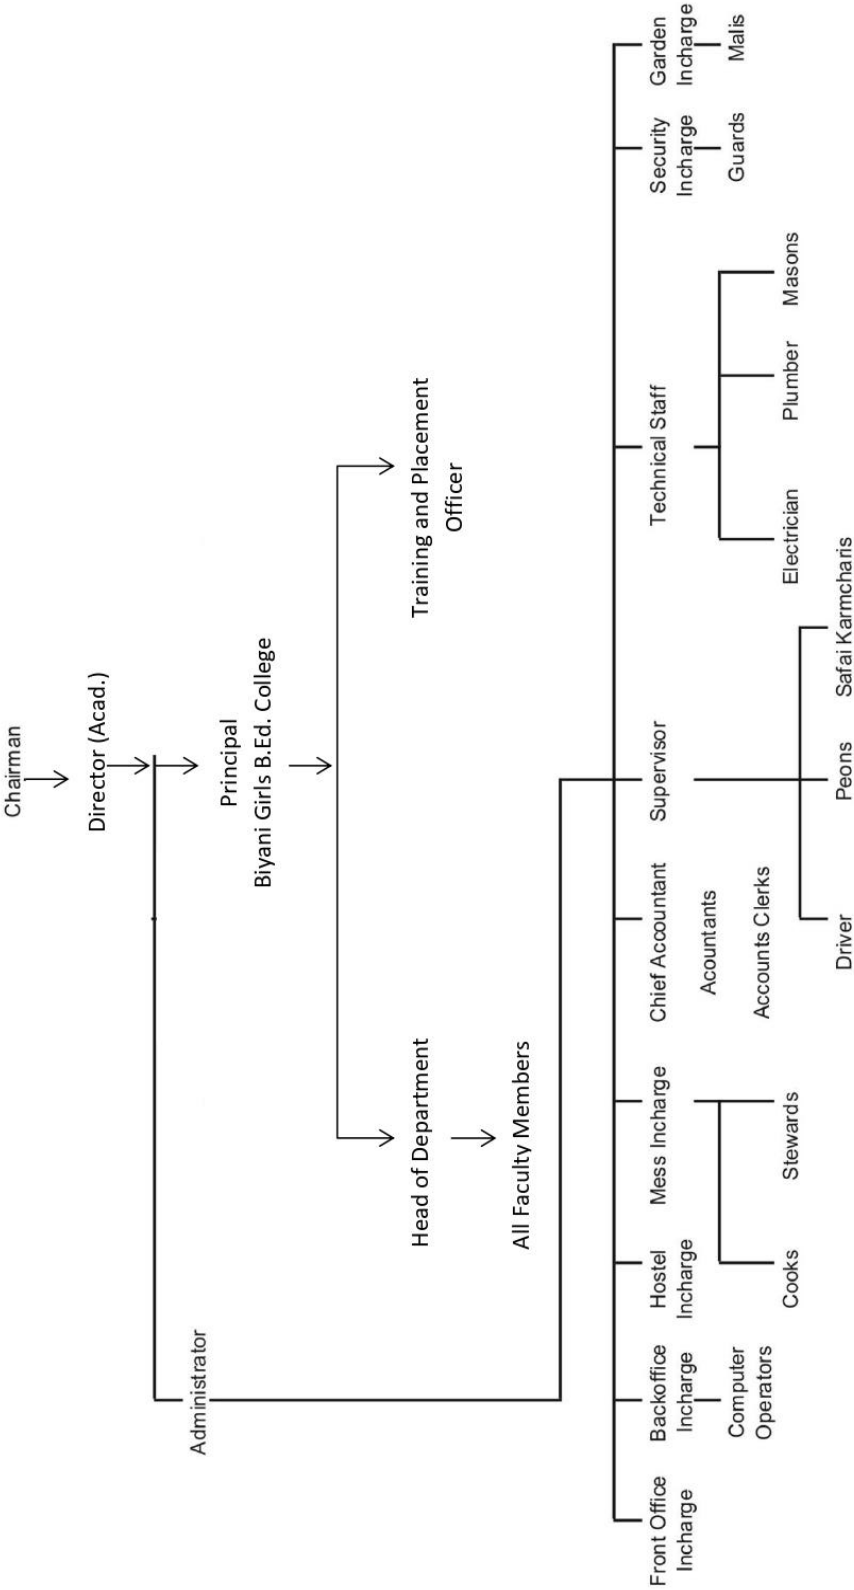 Chairman
Director (Acad.)
Administrator
Principal
Biyani Girls B.Ed. College
Head of Department
Training and Placement
Officer
All Faculty Members
Front Office
Incharge
Backoffice
Incharge
Computer
Operators
Hostel
Incharge
Mess Incharge
Cooks
Stewards
Chief Accountant
Acountants
Accounts Clerks
Supervisor
Driver
Peons
Safai Karmcharis
Technical Staff
Electrician
Plumber
Masons
Security
Incharge
Guards
Garden
Incharge
Malis